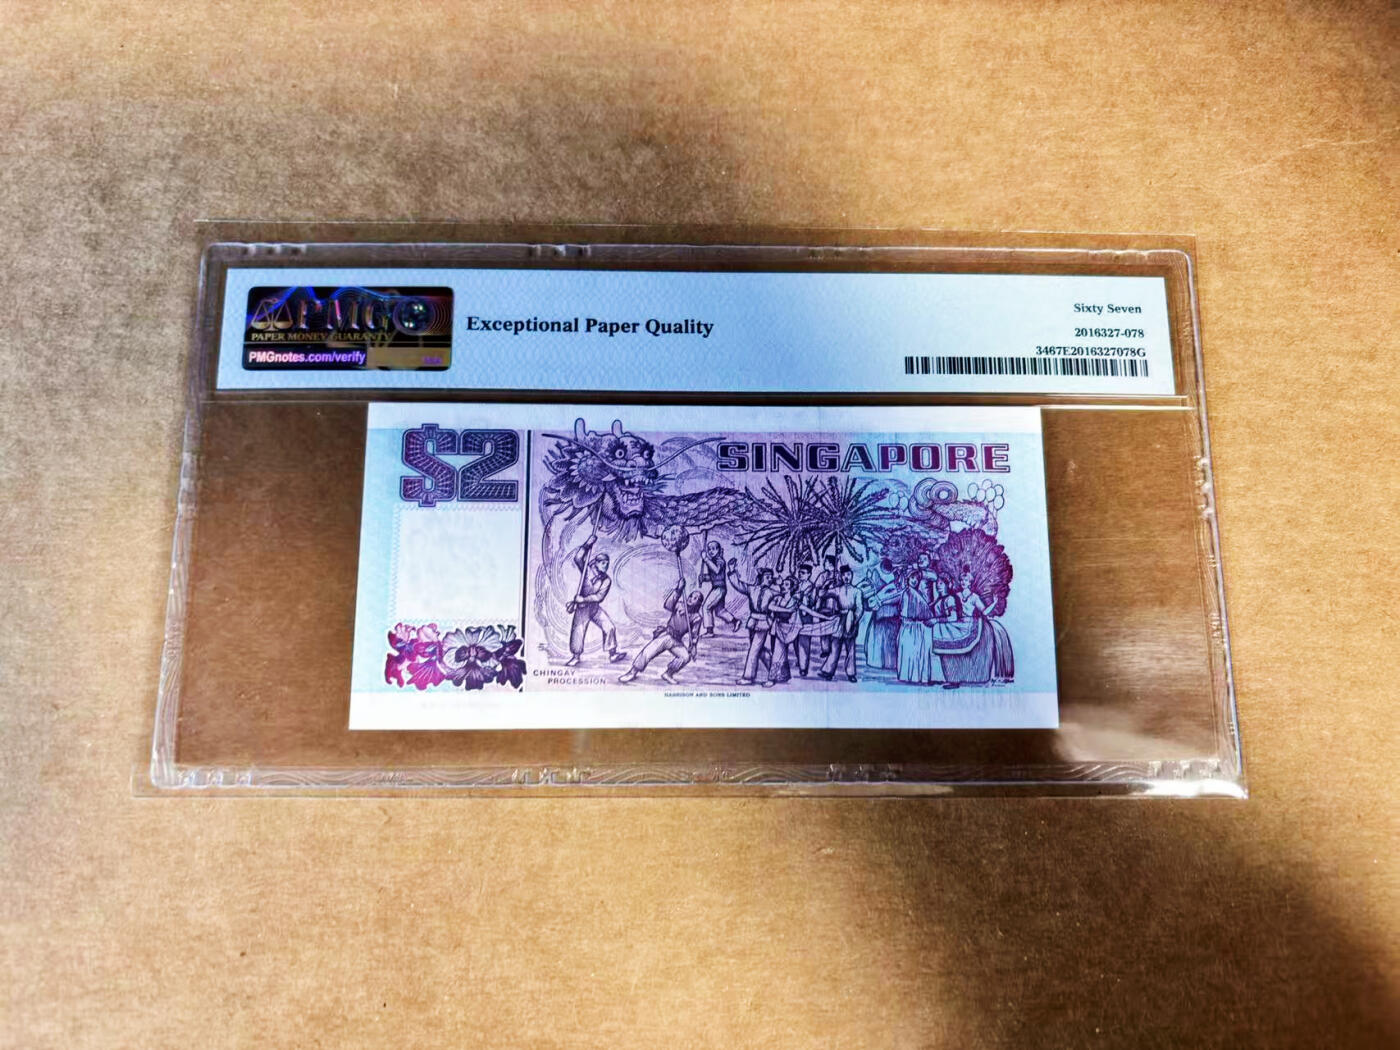 PMG
PAPER MONEY GUARANTY
PMGnotes.com/verify
Exceptional Paper Quality
Sixty Seven
2016327-078
3467E2016327078G
$2
SINGAPORE
CHINGAY
PROCESSION
HARRISON AND SONS LIMITED